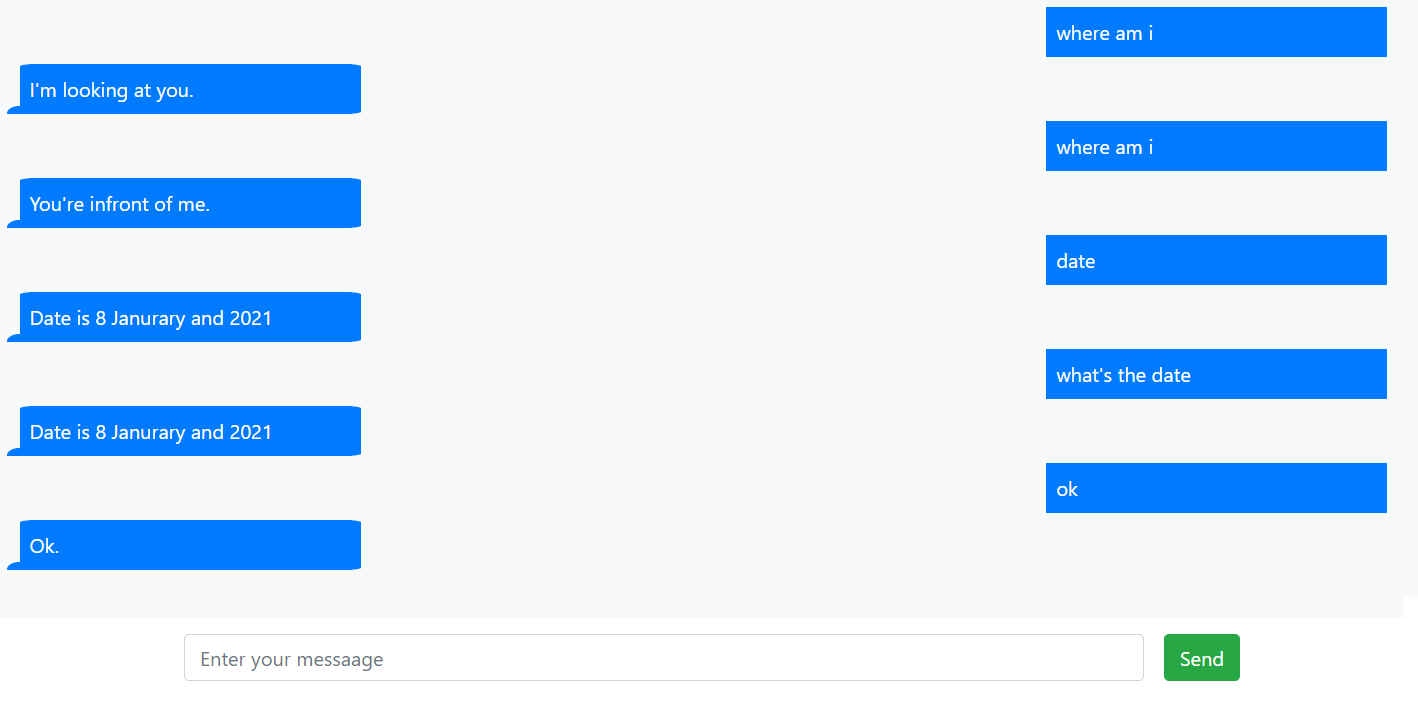 where am i
I'm looking at you.
where am i
You're infront of me.
date
Date is 8 Janurary and 2021
what's the date
Date is 8 Janurary and 2021
ok
Ok.
Enter your messaage
Send